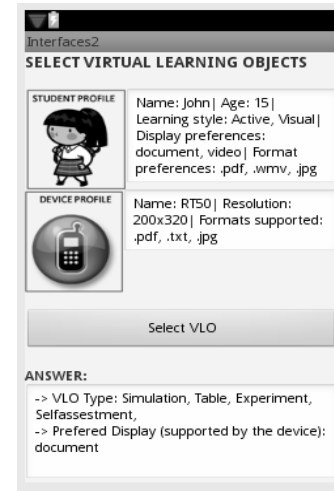 Interfaces2
SELECT VIRTUAL LEARNING OBJECTS
STUDENT PROFILE
Name: John| Age: 15|
Learning style: Active, Visual|
Display preferences:
document, video| Format
preferences: .pdf, .wmv, .jpg
DEVICE PROFILE
Name: RT50| Resolution:
200x320| Formats supported:
.pdf, .txt, .jpg
Select VLO
ANSWER:
-> VLO Type: Simulation, Table, Experiment,
Selfassestment,
-> Prefered Display (supported by the device):
document